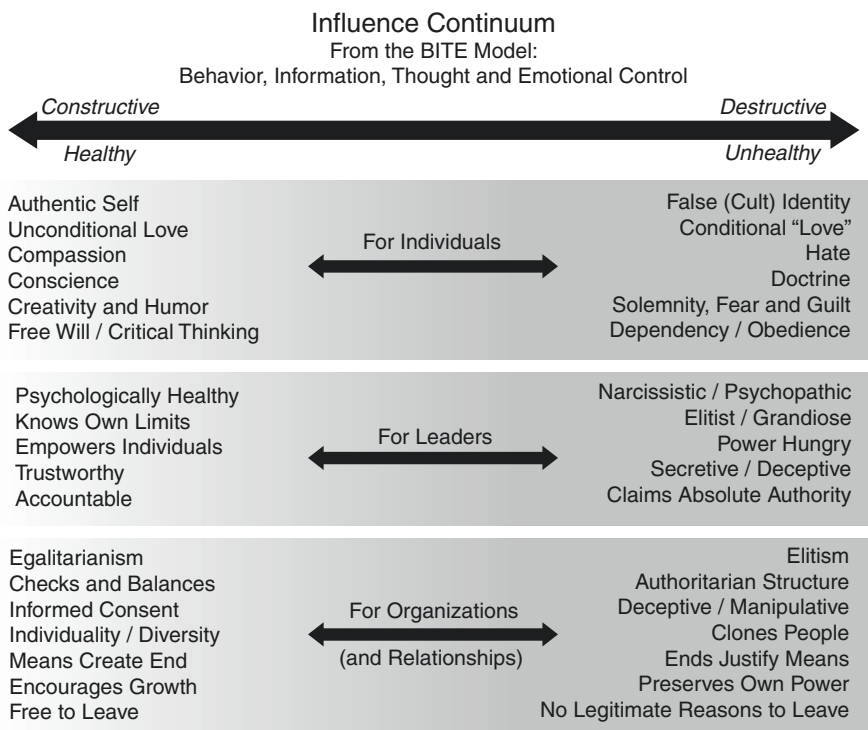 Influence Continuum
From the BITE Model:
Behavior, Information, Thought and Emotional Control
Constructive
Destructive
Healthy
Unhealthy
Authentic Self
Unconditional Love
Compassion
Conscience
Creativity and Humor
Free Will / Critical Thinking
For Individuals
False (Cult) Identity
Conditional “Love”
Hate
Doctrine
Solemnity, Fear and Guilt
Dependency / Obedience
Psychologically Healthy
Knows Own Limits
Empowers Individuals
Trustworthy
Accountable
For Leaders
Narcissistic / Psychopathic
Elitist / Grandiose
Power Hungry
Secretive / Deceptive
Claims Absolute Authority
Egalitarianism
Checks and Balances
Informed Consent
Individuality / Diversity
Means Create End
Encourages Growth
Free to Leave
For Organizations
(and Relationships)
Elitism
Authoritarian Structure
Deceptive / Manipulative
Clones People
Ends Justify Means
Preserves Own Power
No Legitimate Reasons to Leave